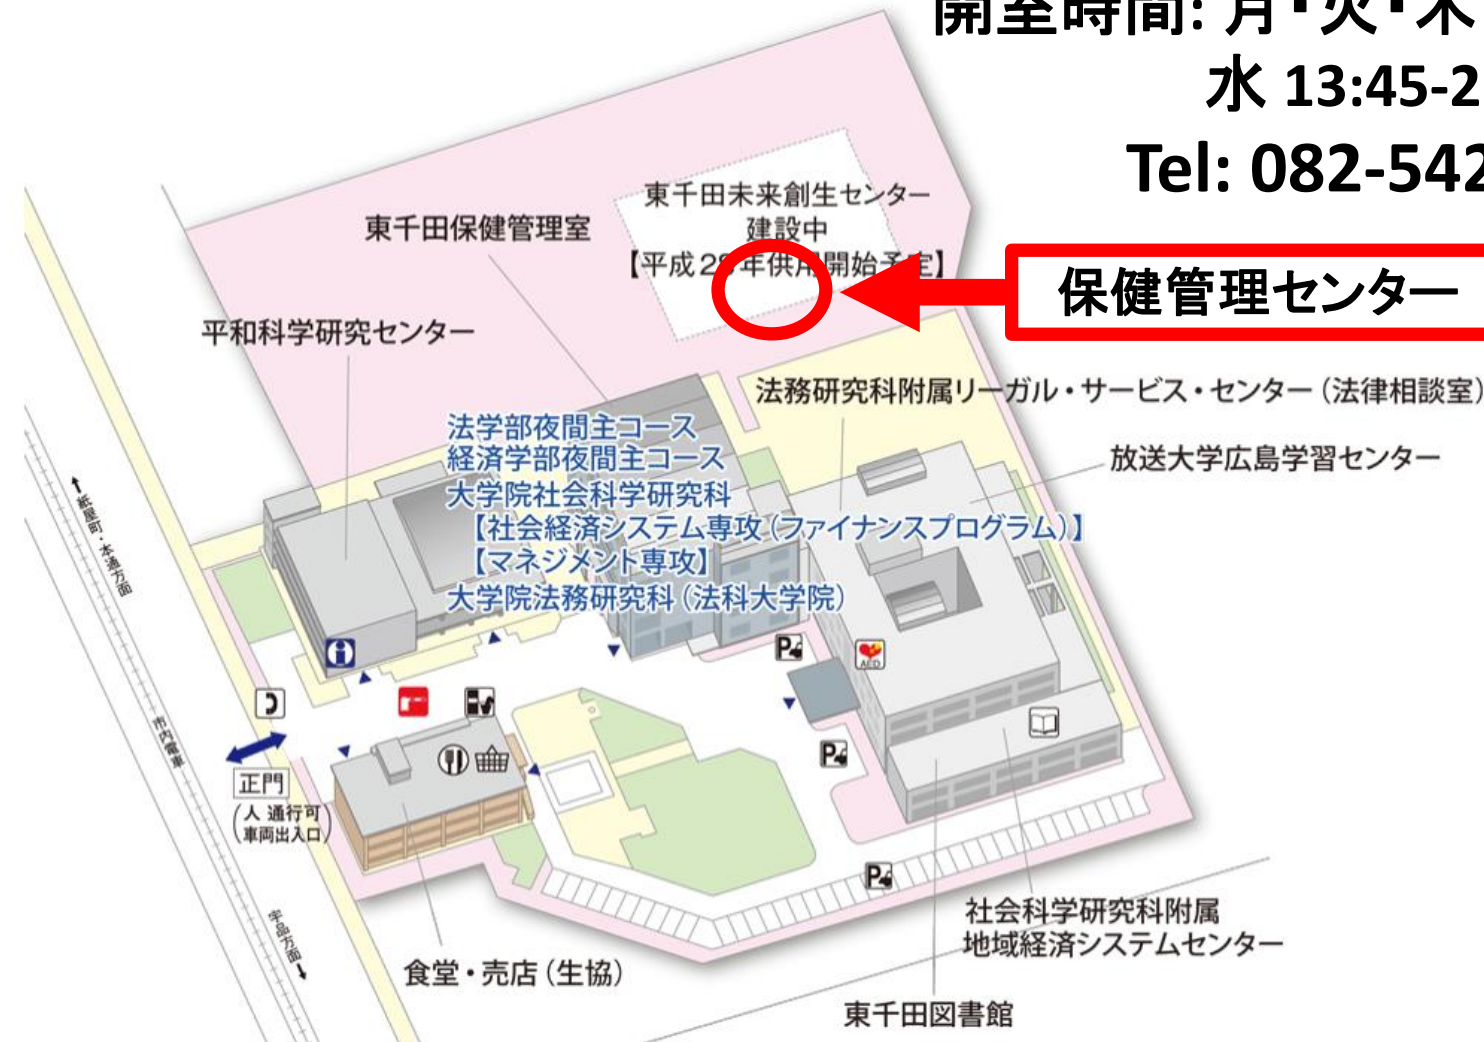 開室時間: 月・火・木
水 13:45-2
Tel: 082-542
東千田未来創生センター
建設中
【平成28年供用開始予定】
東千田保健管理室
保健管理センター
平和科学研究センター
法務研究科附属リーガル・サービス・センター（法律相談室）
法学部夜間主コース
経済学部夜間主コース
大学院社会科学研究科
【社会経済システム専攻（ファイナンスプログラム）】
【マネジメント専攻】
大学院法務研究科（法科大学院）
放送大学広島学習センター
↑紙屋町・本通方面
市内電車
正門
（人 通行可
車両出入口）
P
AED
P
P
宇品方面↓
食堂・売店（生協）
社会科学研究科附属
地域経済システムセンター
東千田図書館